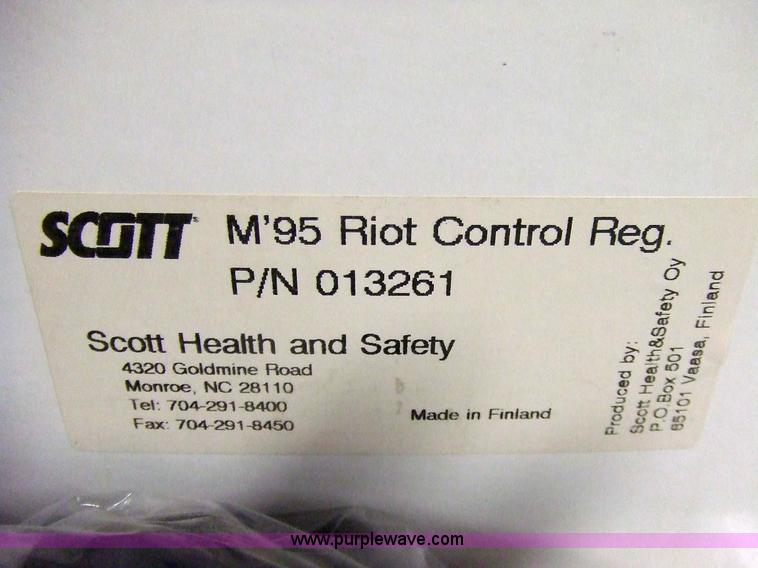 SCOTT M'95 Riot Control Reg.
P/N 013261
Scott Health and Safety
4320 Goldmine Road
Monroe, NC 28110
Tel: 704-291-8400
Fax: 704-291-8450
Made in Finland
Produced by:
Scott Health&Safety Oy
P.O.Box 501
65101 Vaasa, Finland
www.purplewave.com